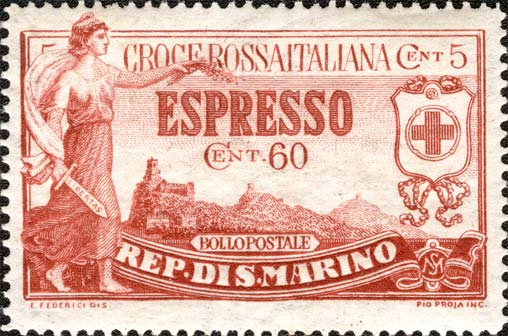 5 CROCE ROSSA ITALIANA CENT 5
ESPRESSO
CENT. 60
LIBERTAS
BOLLO POSTALE
REP. DI S. MARINO
E. FEDERICI DIS.
PIO PROJA INC.